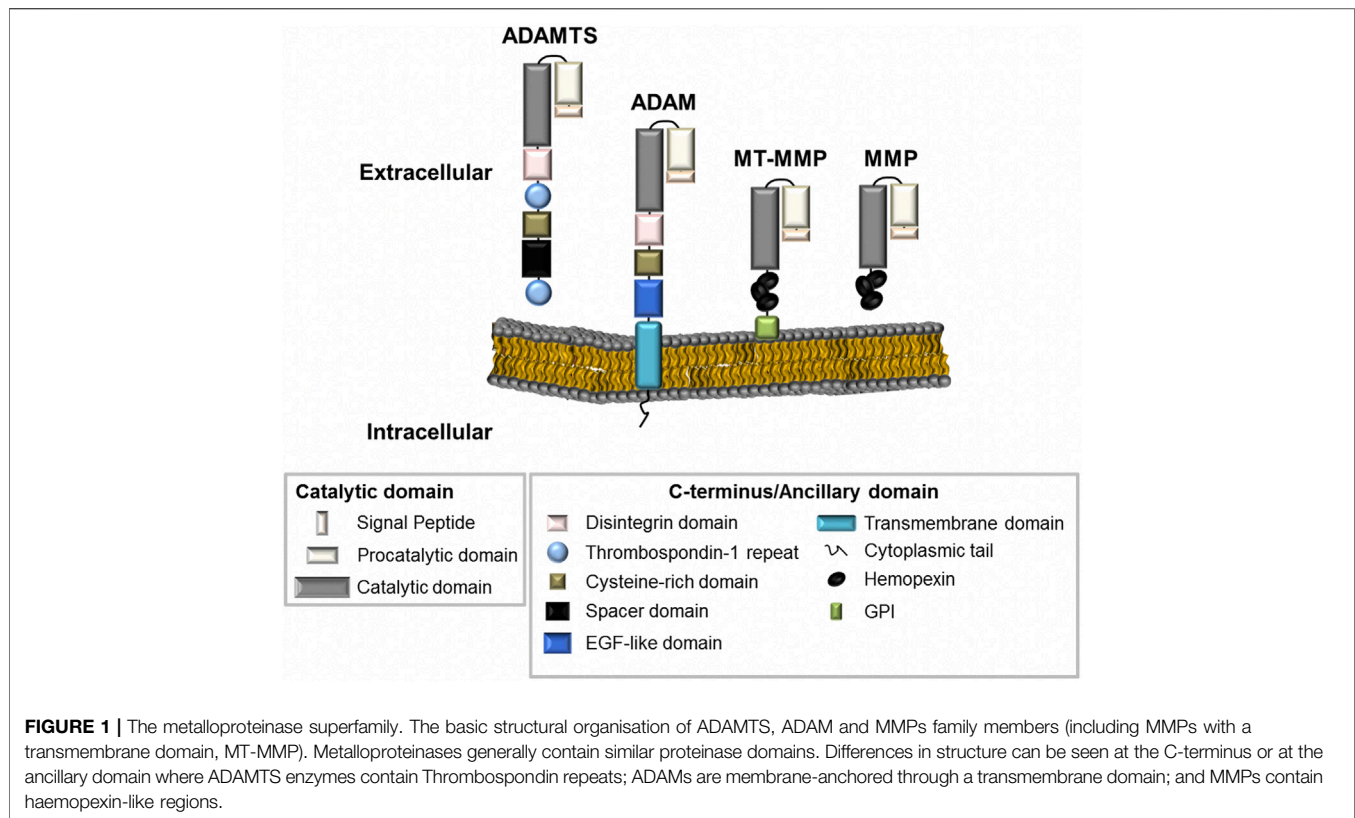 ADAMTS
ADAM
MT-MMP
MMP
Extracellular
Intracellular
Catalytic domain
Signal Peptide
Procatalytic domain
Catalytic domain
C-terminus/Ancillary domain
Disintegrin domain
Thrombospondin-1 repeat
Cysteine-rich domain
Spacer domain
EGF-like domain
Transmembrane domain
Cytoplasmic tail
Hemopexin
GPI
FIGURE 1 | The metalloproteinase superfamily. The basic structural organisation of ADAMTS, ADAM and MMPs family members (including MMPs with a
transmembrane domain, MT-MMP). Metalloproteinases generally contain similar proteinase domains. Differences in structure can be seen at the C-terminus or at the
ancillary domain where ADAMTS enzymes contain Thrombospondin repeats; ADAMs are membrane-anchored through a transmembrane domain; and MMPs contain
haemopexin-like regions.